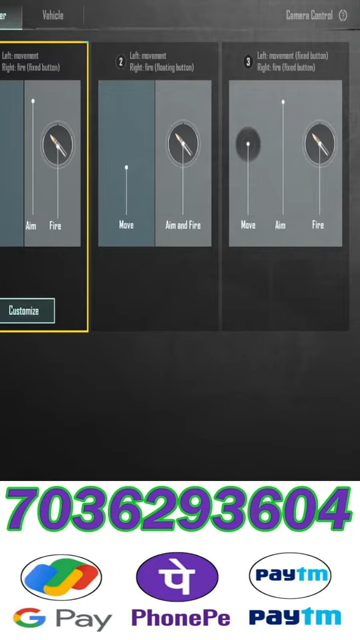 er Vehicle Camera Control ?
Left: movement
Right: fire (fixed button)
Aim Fire
Customize
2 Left: movement
Right: fire (floating button)
Move Aim and Fire
3 Left: movement (fixed button)
Right: fire (fixed button)
Move Aim Fire
7036293604
पे paytm
G Pay PhonePe paytm